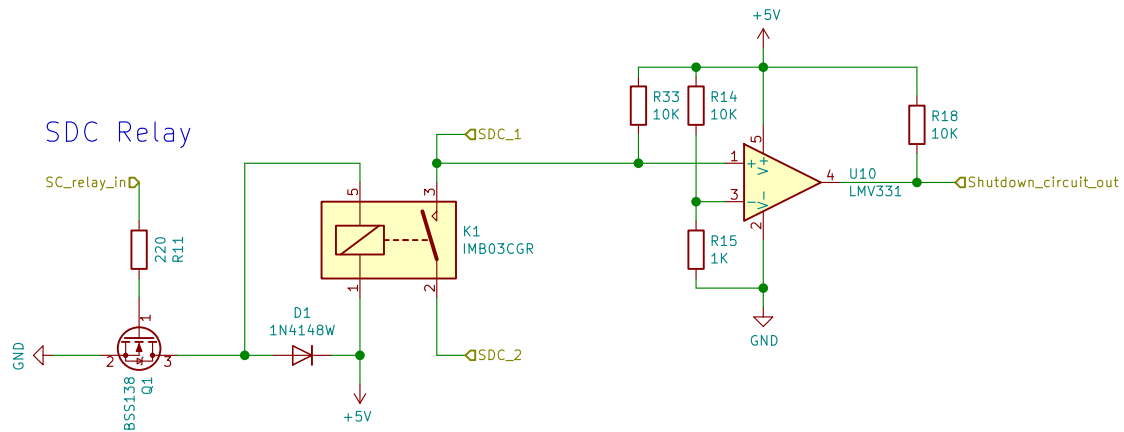 +5V
R33
10K
R14
10K
R18
10K
SDC Relay
SDC_1
SC_relay_in
5
3
1
+
V+
5
U10
LMV331
4
Shutdown_circuit_out
3
-
V-
2
220
R11
K1
IMB03CGR
R15
1K
1
2
1
D1
1N4148W
GND
GND
2
3
SDC_2
BSS138
Q1
+5V